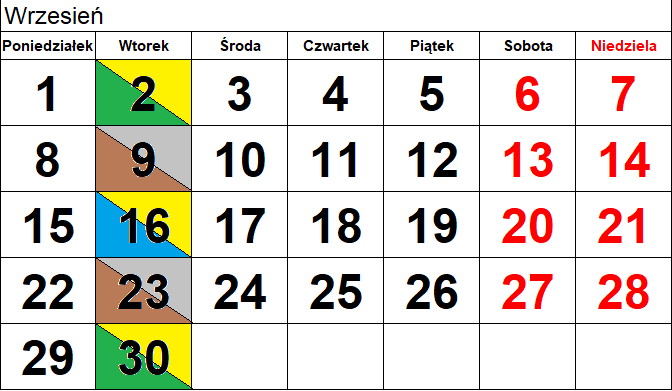 Wrzesień
Poniedziałek Wtorek Środa Czwartek Piątek Sobota Niedziela
1 2 3 4 5 6 7
8 9 10 11 12 13 14
15 16 17 18 19 20 21
22 23 24 25 26 27 28
29 30